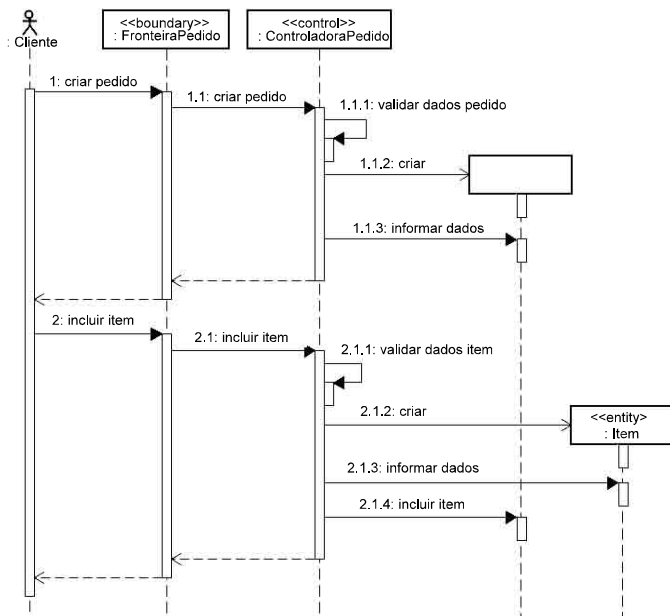 <<boundary>>
: FronteiraPedido
<<control>>
: ControladoraPedido
: Cliente
1: criar pedido
1.1: criar pedido
1.1.1: validar dados pedido
1.1.2: criar
1.1.3: informar dados
2: incluir item
2.1: incluir item
2.1.1: validar dados item
2.1.2: criar
<<entity>>
: Item
2.1.3: informar dados
2.1.4: incluir item